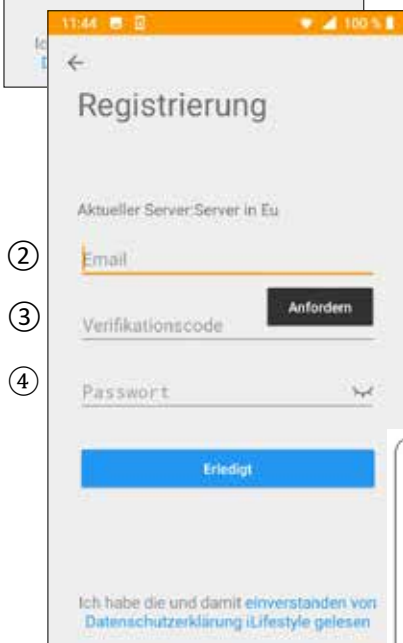 11:44 100 %
Registrierung
Aktueller Server:Server in Eu
② Email
Anfordern
③ Verifikationscode
④ Passwort
Erledigt
Ich habe die und damit einverstanden von
Datenschutzerklärung iLifestyle gelesen